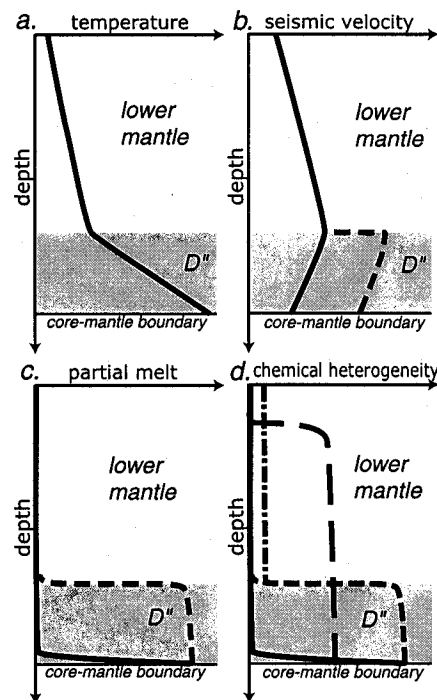 a. temperature
lower
mantle
depth
D"
core-mantle boundary
b. seismic velocity
lower
mantle
depth
D"
core-mantle boundary
c. partial melt
lower
mantle
depth
D"
core-mantle boundary
d. chemical heterogeneity
lower
mantle
depth
D"
core-mantle boundary